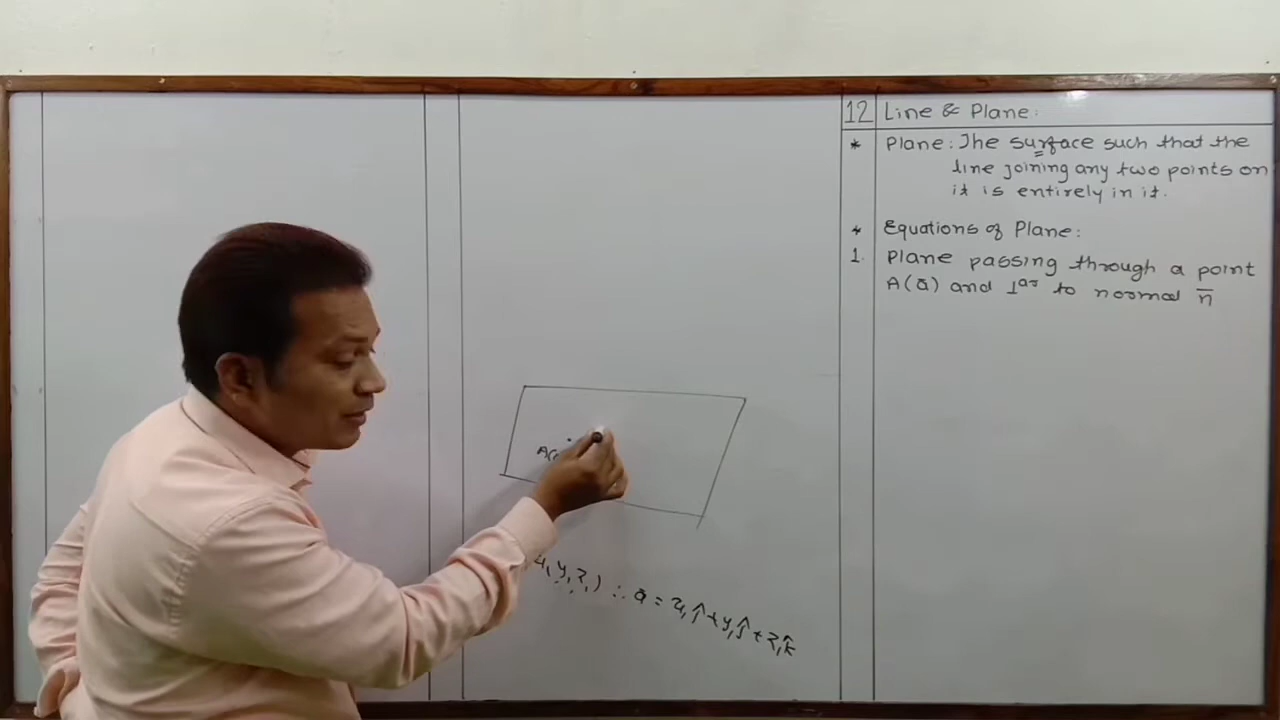 12 Line & Plane:
* Plane: The surface such that the
line joining any two points on
it is entirely in it.
* Equations of Plane:
1. Plane passing through a point
A(ā) and ⊥ar to normal n̄
A(
x₁, y₁, z₁) ∴ ā = x₁î + y₁ĵ + z₁k̂